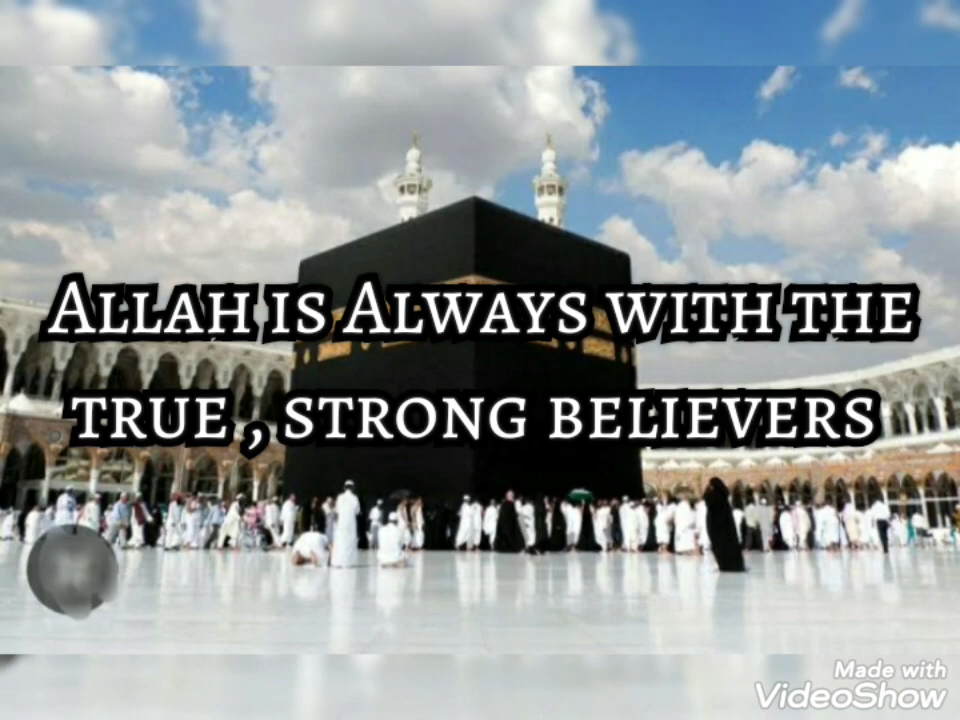 Allah is Always with the
true , strong believers
Made with
VideoShow